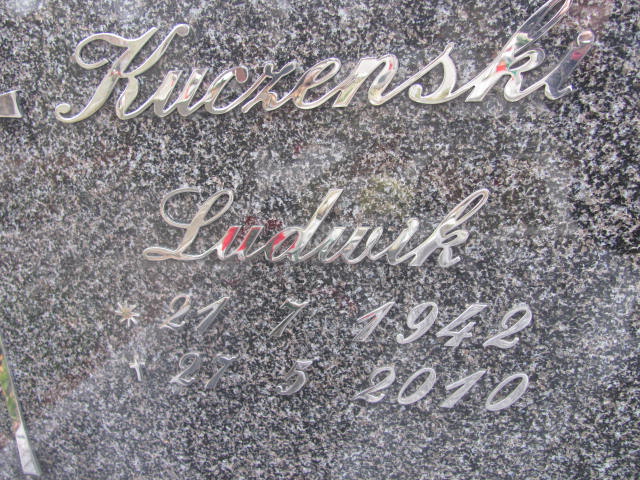 - Kuczenski
Ludwik
* 21 7 1942
† 27 5 2010